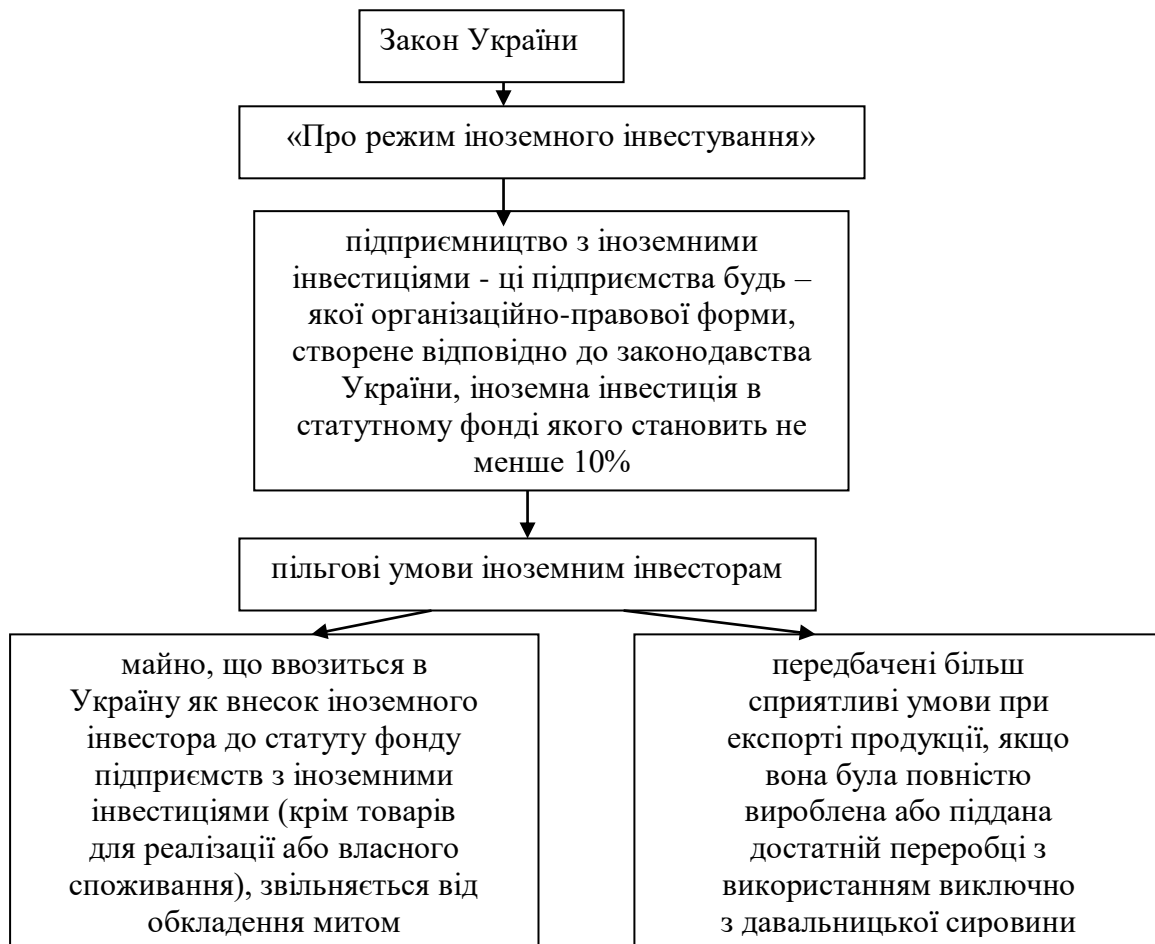 Закон України
«Про режим іноземного інвестування»
підприємництво з іноземними
інвестиціями - ці підприємства будь –
якої організаційно-правової форми,
створене відповідно до законодавства
України, іноземна інвестиція в
статутному фонді якого становить не
менше 10%
пільгові умови іноземним інвесторам
майно, що ввозиться в
Україну як внесок іноземного
інвестора до статуту фонду
підприємств з іноземними
інвестиціями (крім товарів
для реалізації або власного
споживання), звільняється від
обкладення митом
передбачені більш
сприятливі умови при
експорті продукції, якщо
вона була повністю
вироблена або піддана
достатній переробці з
використанням виключно
з давальницької сировини